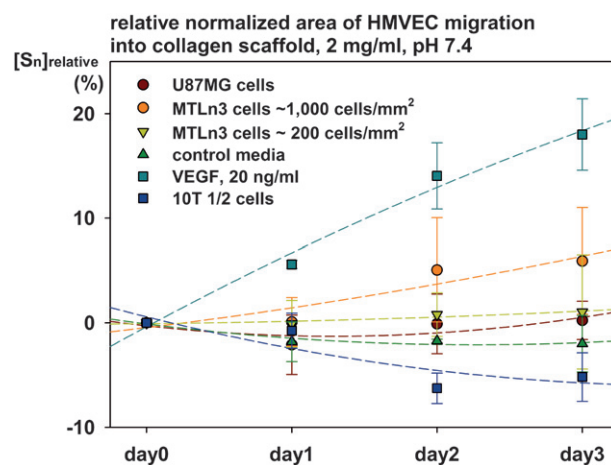 relative normalized area of HMVEC migration
into collagen scaffold, 2 mg/ml, pH 7.4
[Sn]relative
(%)
U87MG cells
MTLn3 cells ~1,000 cells/mm²
MTLn3 cells ~ 200 cells/mm²
control media
VEGF, 20 ng/ml
10T 1/2 cells
20
10
0
-10
day0 day1 day2 day3